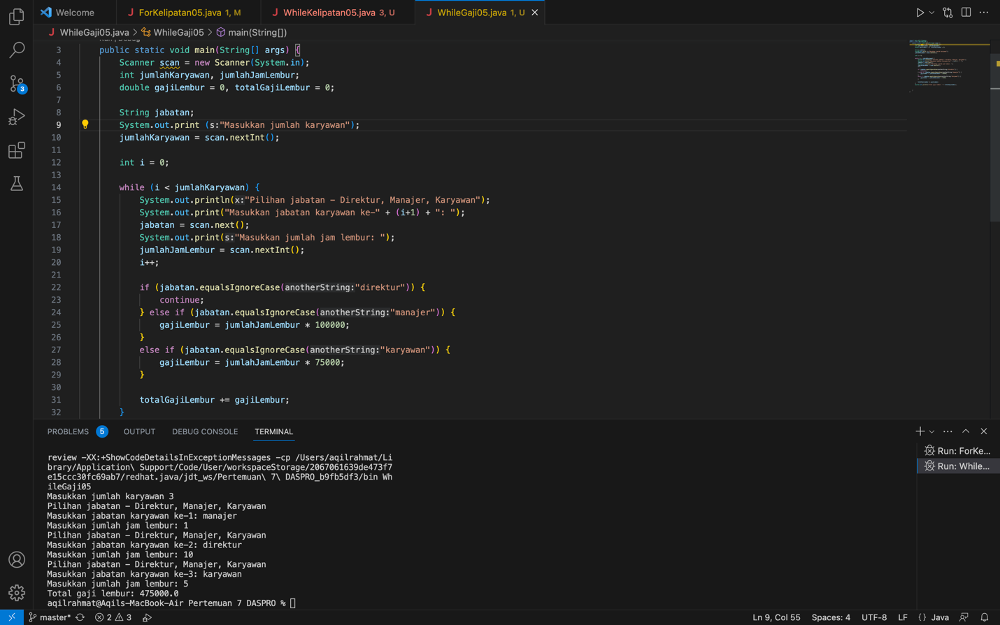 Welcome
ForKelipatan05.java 1, M
WhileKelipatan05.java 3, U
WhileGaji05.java 1, U
WhileGaji05.java > WhileGaji05 > main(String[])
3 public static void main(String[] args) {
4 Scanner scan = new Scanner(System.in);
5 int jumlahKaryawan, jumlahJamLembur;
6 double gajiLembur = 0, totalGajiLembur = 0;
7
8 String jabatan;
9 System.out.print (s:"Masukkan jumlah karyawan");
10 jumlahKaryawan = scan.nextInt();
11
12 int i = 0;
13
14 while (i < jumlahKaryawan) {
15 System.out.println(x:"Pilihan jabatan - Direktur, Manajer, Karyawan");
16 System.out.print("Masukkan jabatan karyawan ke-" + (i+1) + ": ");
17 jabatan = scan.next();
18 System.out.print(s:"Masukkan jumlah jam lembur: ");
19 jumlahJamLembur = scan.nextInt();
20 i++;
21
22 if (jabatan.equalsIgnoreCase(anotherString:"direktur")) {
23 continue;
24 } else if (jabatan.equalsIgnoreCase(anotherString:"manajer")) {
25 gajiLembur = jumlahJamLembur * 100000;
26 }
27 else if (jabatan.equalsIgnoreCase(anotherString:"karyawan")) {
28 gajiLembur = jumlahJamLembur * 75000;
29 }
30
31 totalGajiLembur += gajiLembur;
32 }
3
PROBLEMS 5 OUTPUT DEBUG CONSOLE TERMINAL
review -XX:+ShowCodeDetailsInExceptionMessages -cp /Users/aqilrahmat/Li
brary/Application\ Support/Code/User/workspaceStorage/2067061639de473f7
e15ccc30fc69ab7/redhat.java/jdt_ws/Pertemuan\ 7\ DASPRO_b9fb5df3/bin Wh
ileGaji05
Masukkan jumlah karyawan 3
Pilihan jabatan - Direktur, Manajer, Karyawan
Masukkan jabatan karyawan ke-1: manajer
Masukkan jumlah jam lembur: 1
Pilihan jabatan - Direktur, Manajer, Karyawan
Masukkan jabatan karyawan ke-2: direktur
Masukkan jumlah jam lembur: 10
Pilihan jabatan - Direktur, Manajer, Karyawan
Masukkan jabatan karyawan ke-3: karyawan
Masukkan jumlah jam lembur: 5
Total gaji lembur: 475000.0
aqilrahmat@Aqils-MacBook-Air Pertemuan 7 DASPRO %
Run: ForKe...
Run: While...
master* 2 3
Ln 9, Col 55 Spaces: 4 UTF-8 LF {} Java